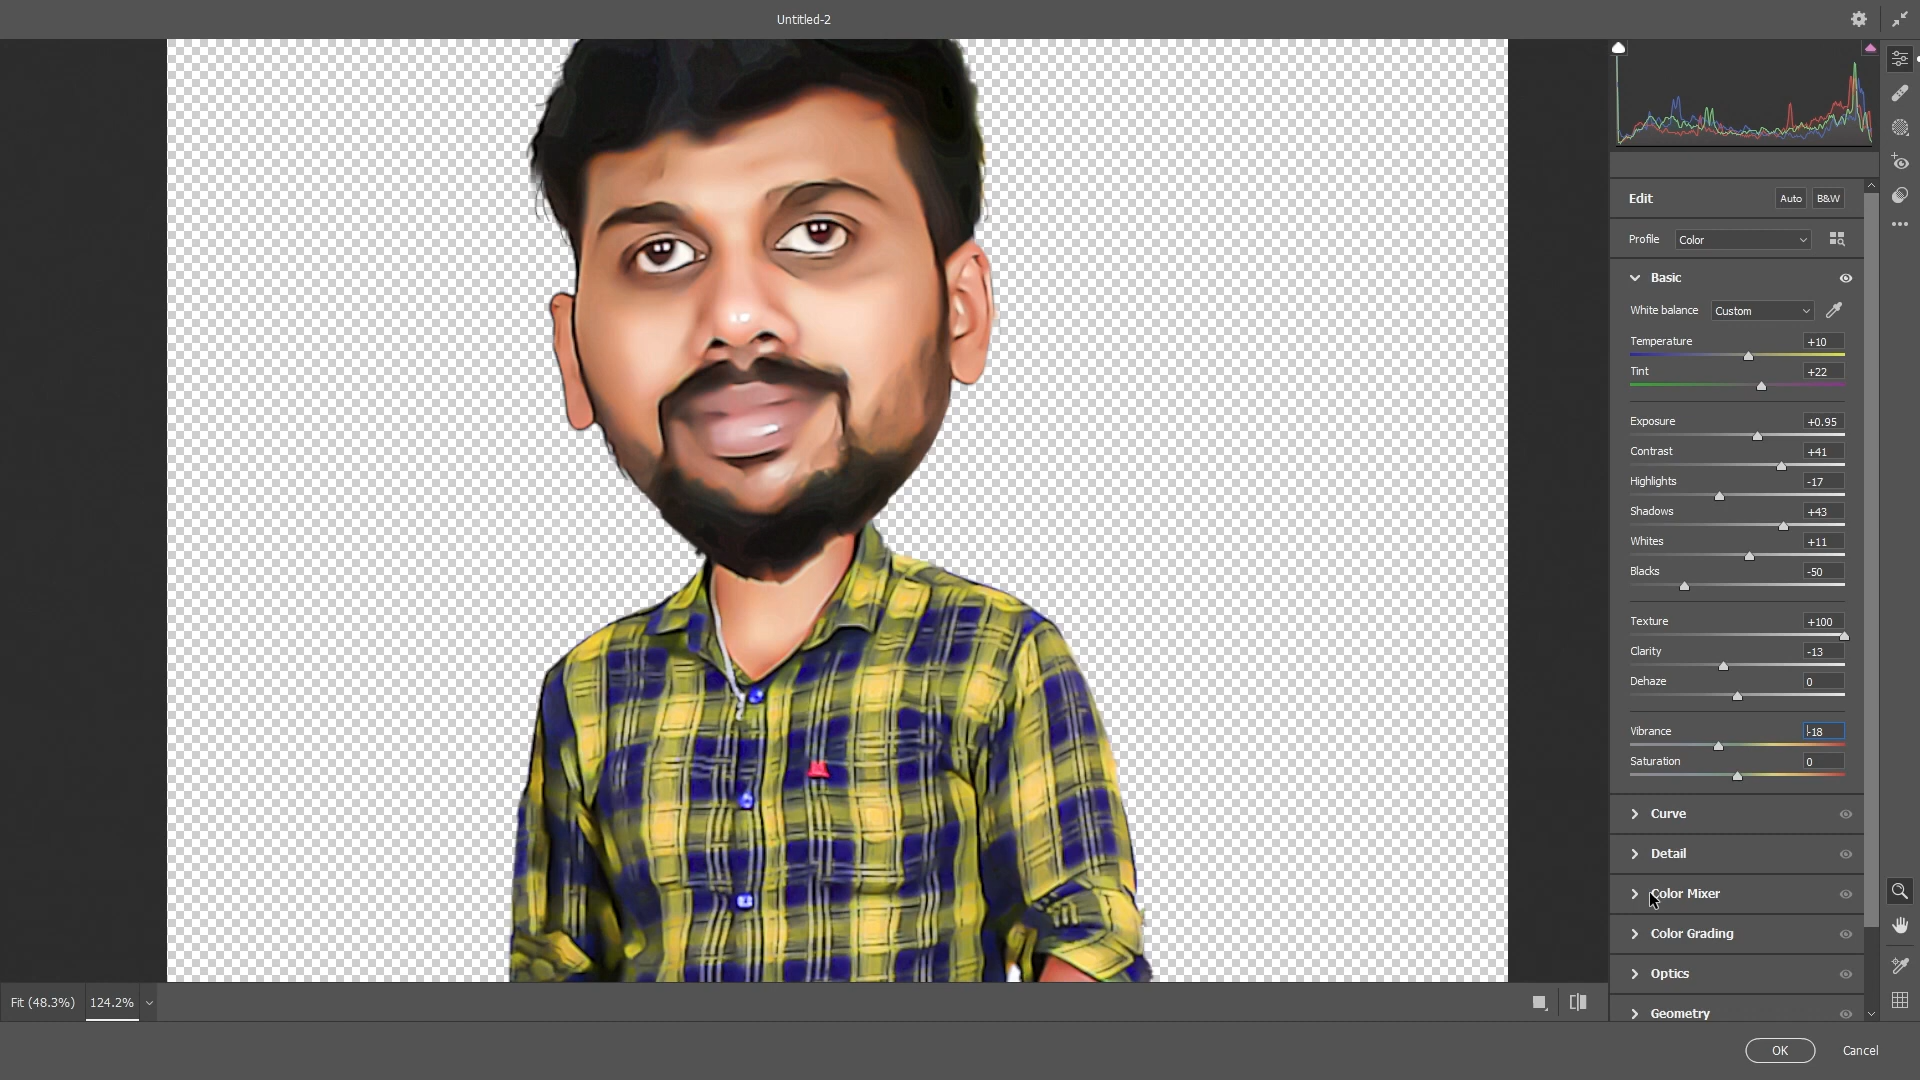 Untitled-2
Edit Auto B&W
Profile Color
Basic
White balance Custom
Temperature +10
Tint +22
Exposure +0.95
Contrast +41
Highlights -17
Shadows +43
Whites +11
Blacks -50
Texture +100
Clarity -13
Dehaze 0
Vibrance -18
Saturation 0
Curve
Detail
Color Mixer
Color Grading
Optics
Geometry
Fit (48.3%) 124.2%
OK Cancel